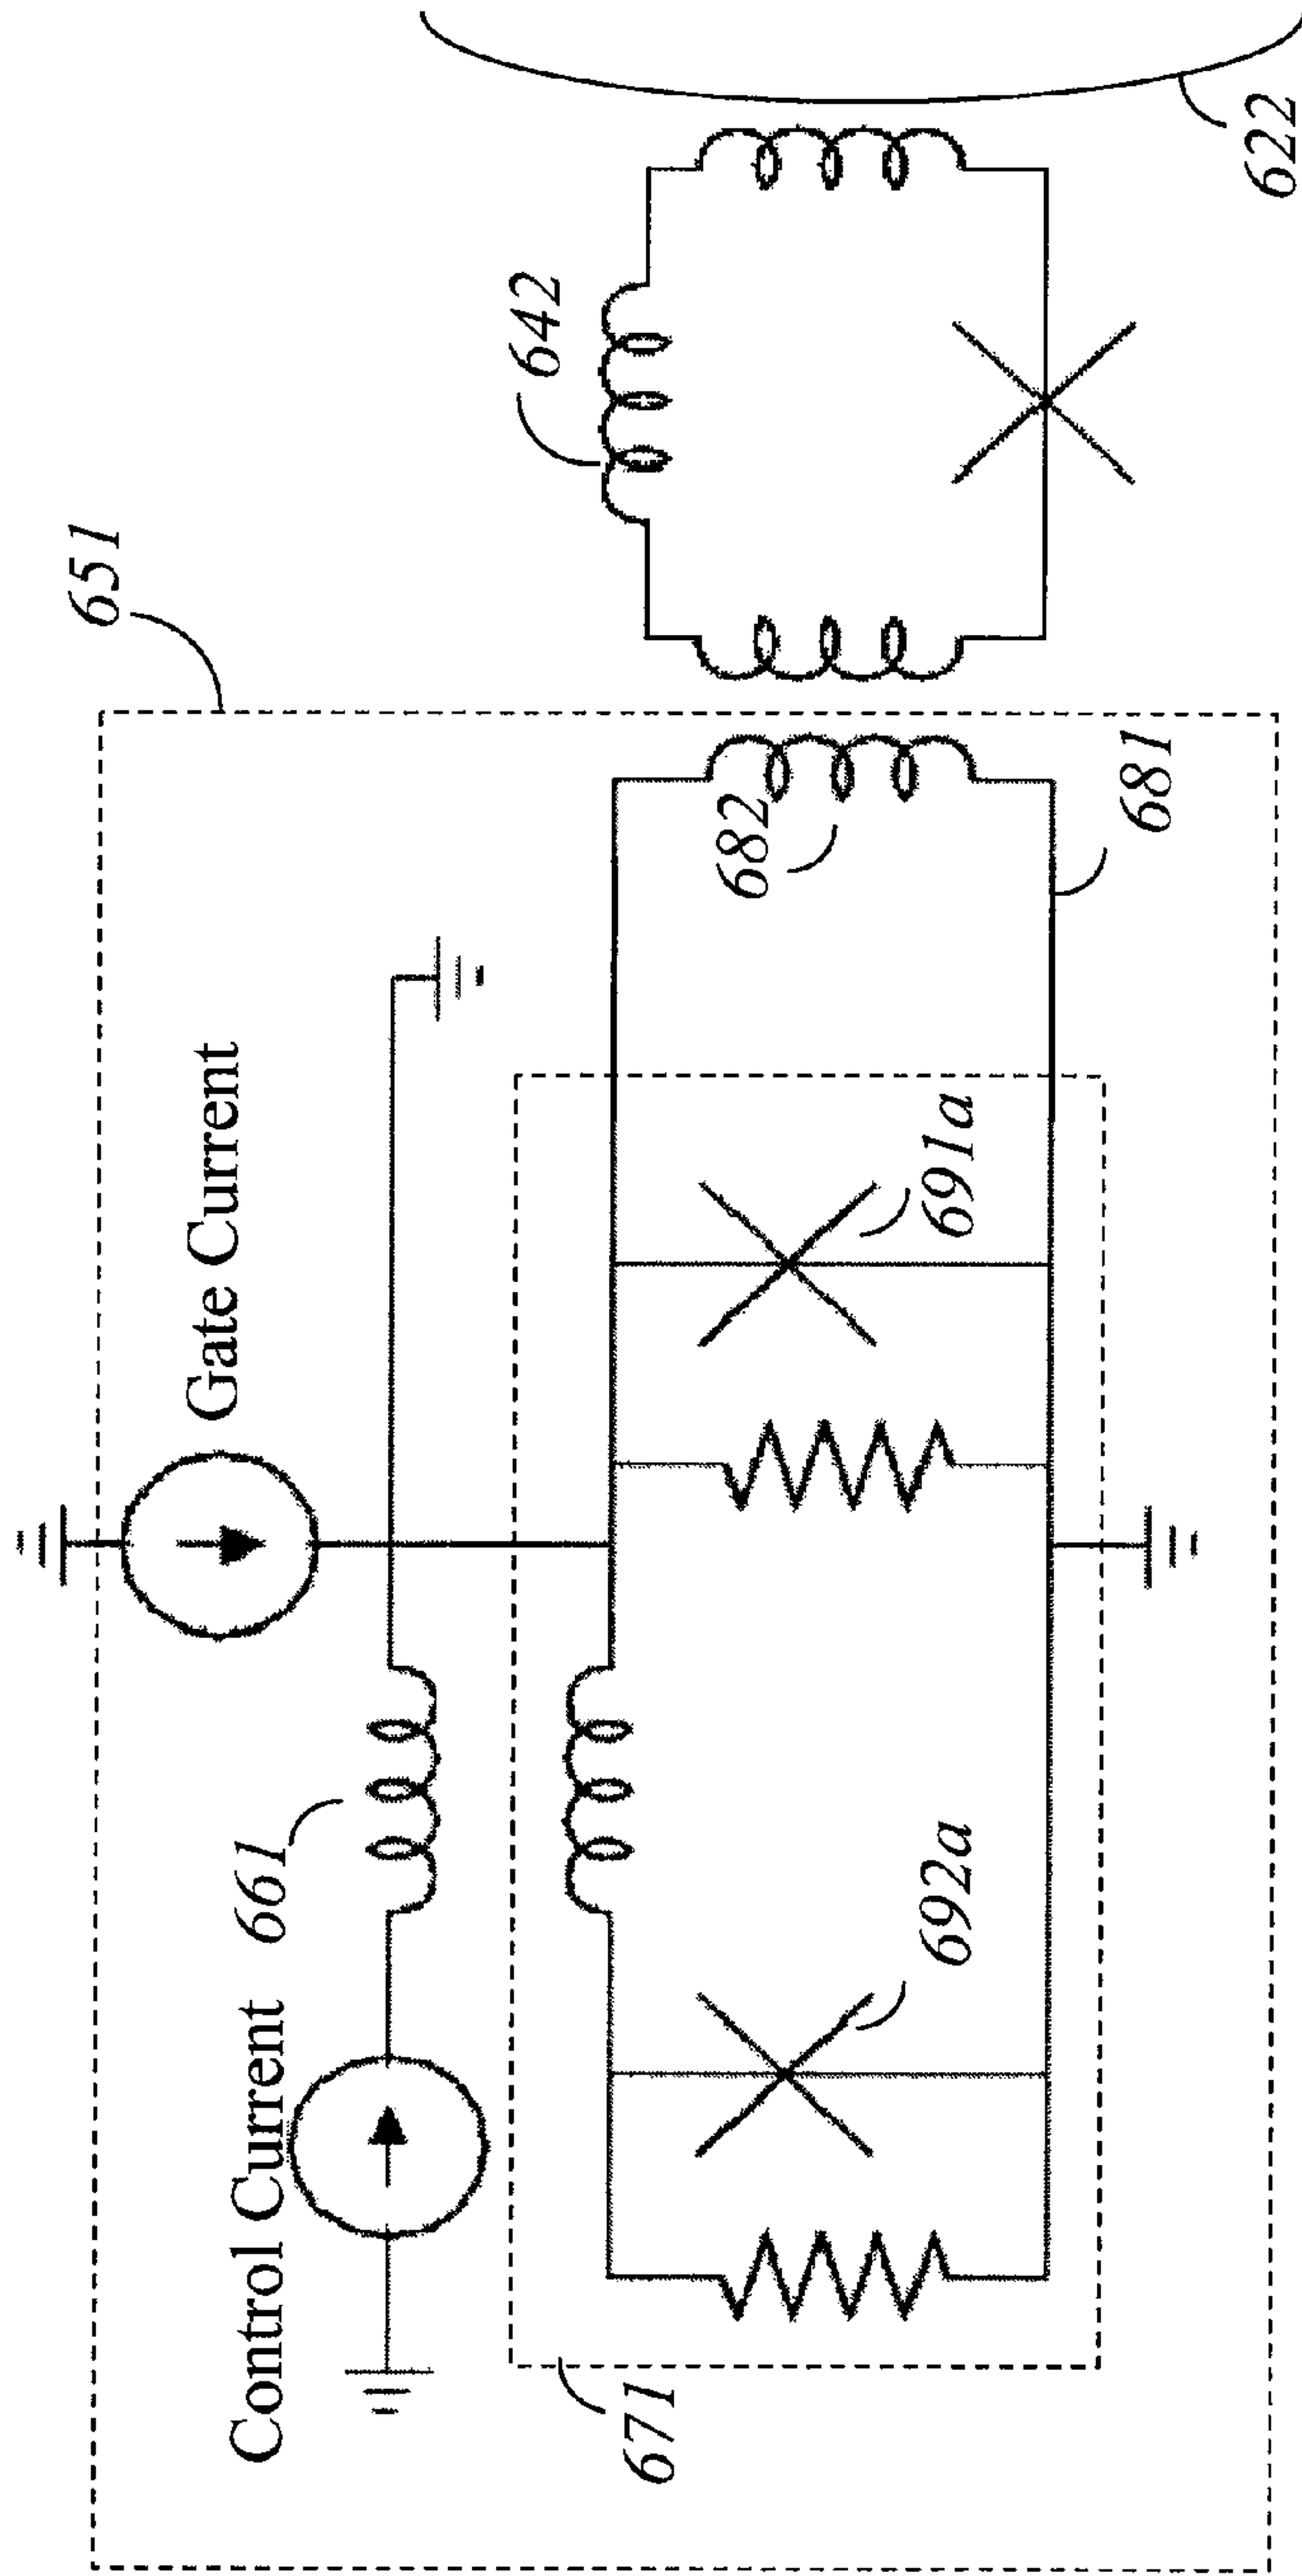 651
Gate Current
Control Current
661
642
682
691a
692a
681
671
622